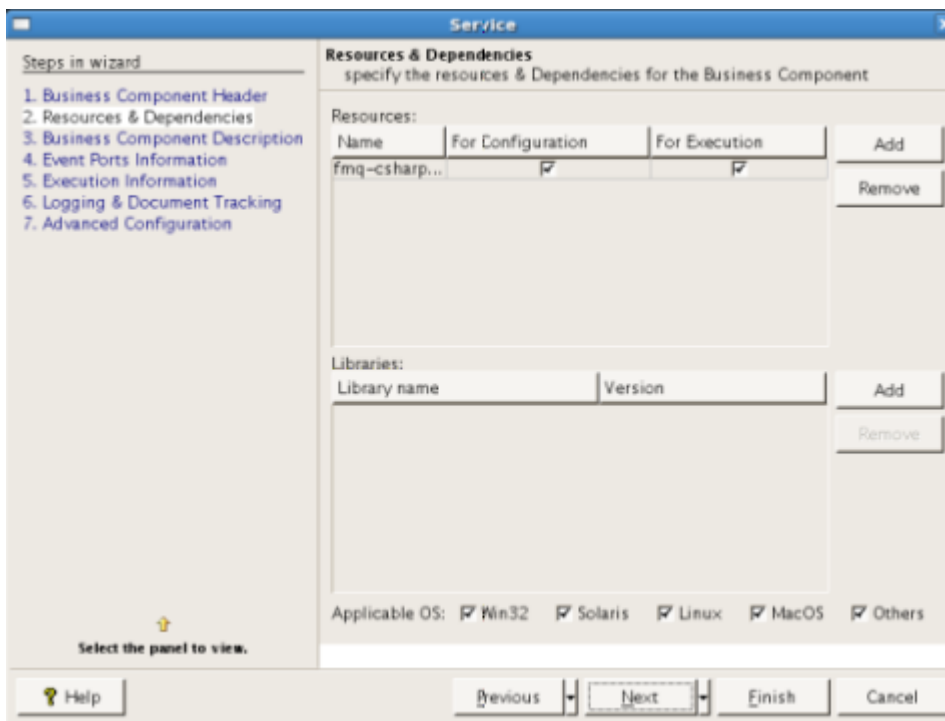 Service
Steps in wizard
1. Business Component Header
2. Resources & Dependencies
3. Business Component Description
4. Event Ports Information
5. Execution Information
6. Logging & Document Tracking
7. Advanced Configuration
Select the panel to view.
Resources & Dependencies
specify the resources & Dependencies for the Business Component
Resources:
Name For Configuration For Execution
fmq-csharp...
Add
Remove
Libraries:
Library name Version
Add
Remove
Applicable OS: Win32 Solaris Linux MacOS Others
Help Previous Next Finish Cancel